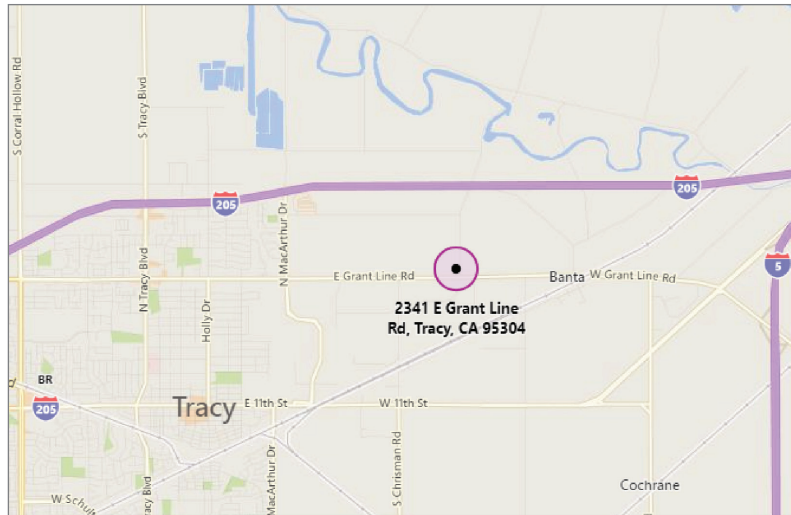 S Corral Hollow Rd
S Tracy Blvd
205
205
N MacArthur Dr
5
E Grant Line Rd
Banta
W Grant Line Rd
N Tracy Blvd
Holly Dr
2341 E Grant Line
Rd, Tracy, CA 95304
BR
205
Tracy
E 11th St
W 11th St
S Chrisman Rd
MacArthur Dr
Cochrane
W Schul
Tracy Blvd